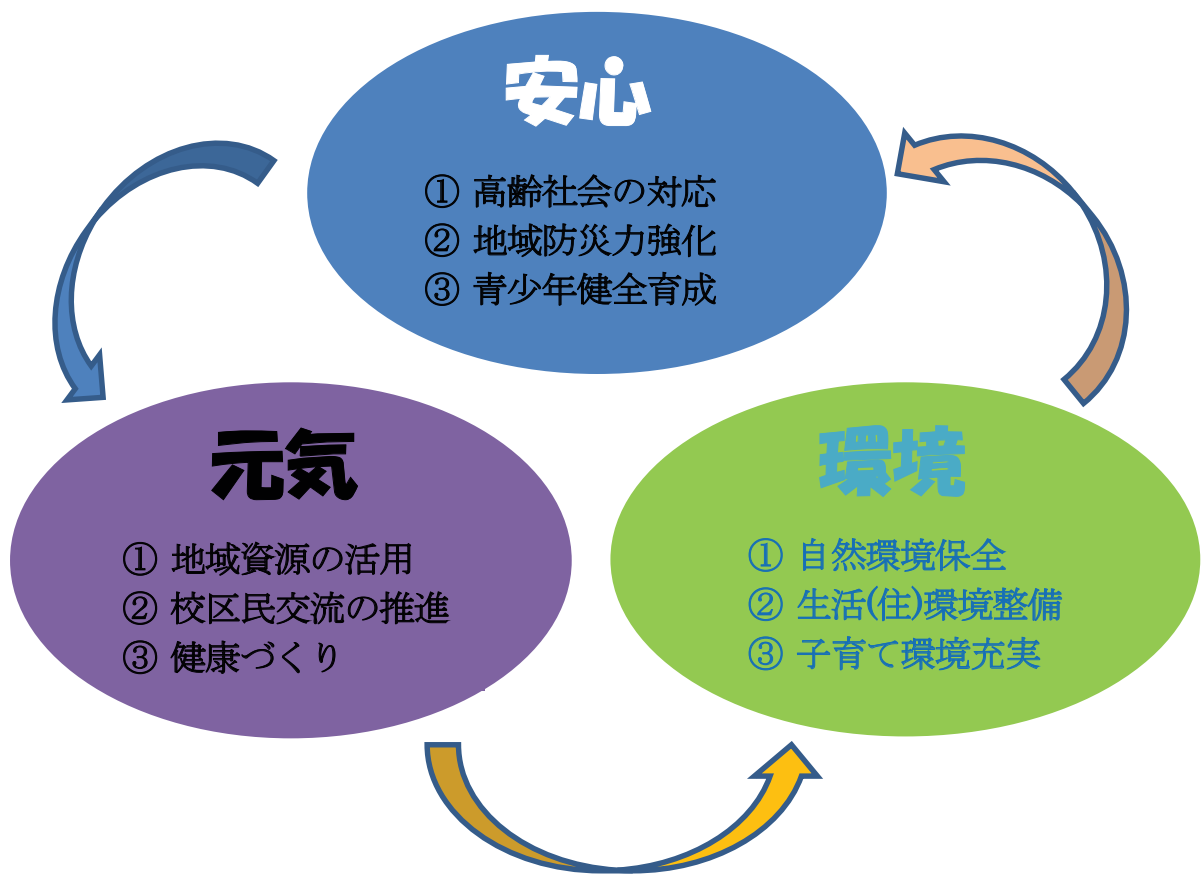 安心
① 高齢社会の対応
② 地域防災力強化
③ 青少年健全育成
元気
① 地域資源の活用
② 校区民交流の推進
③ 健康づくり
環境
① 自然環境保全
② 生活(住)環境整備
③ 子育て環境充実